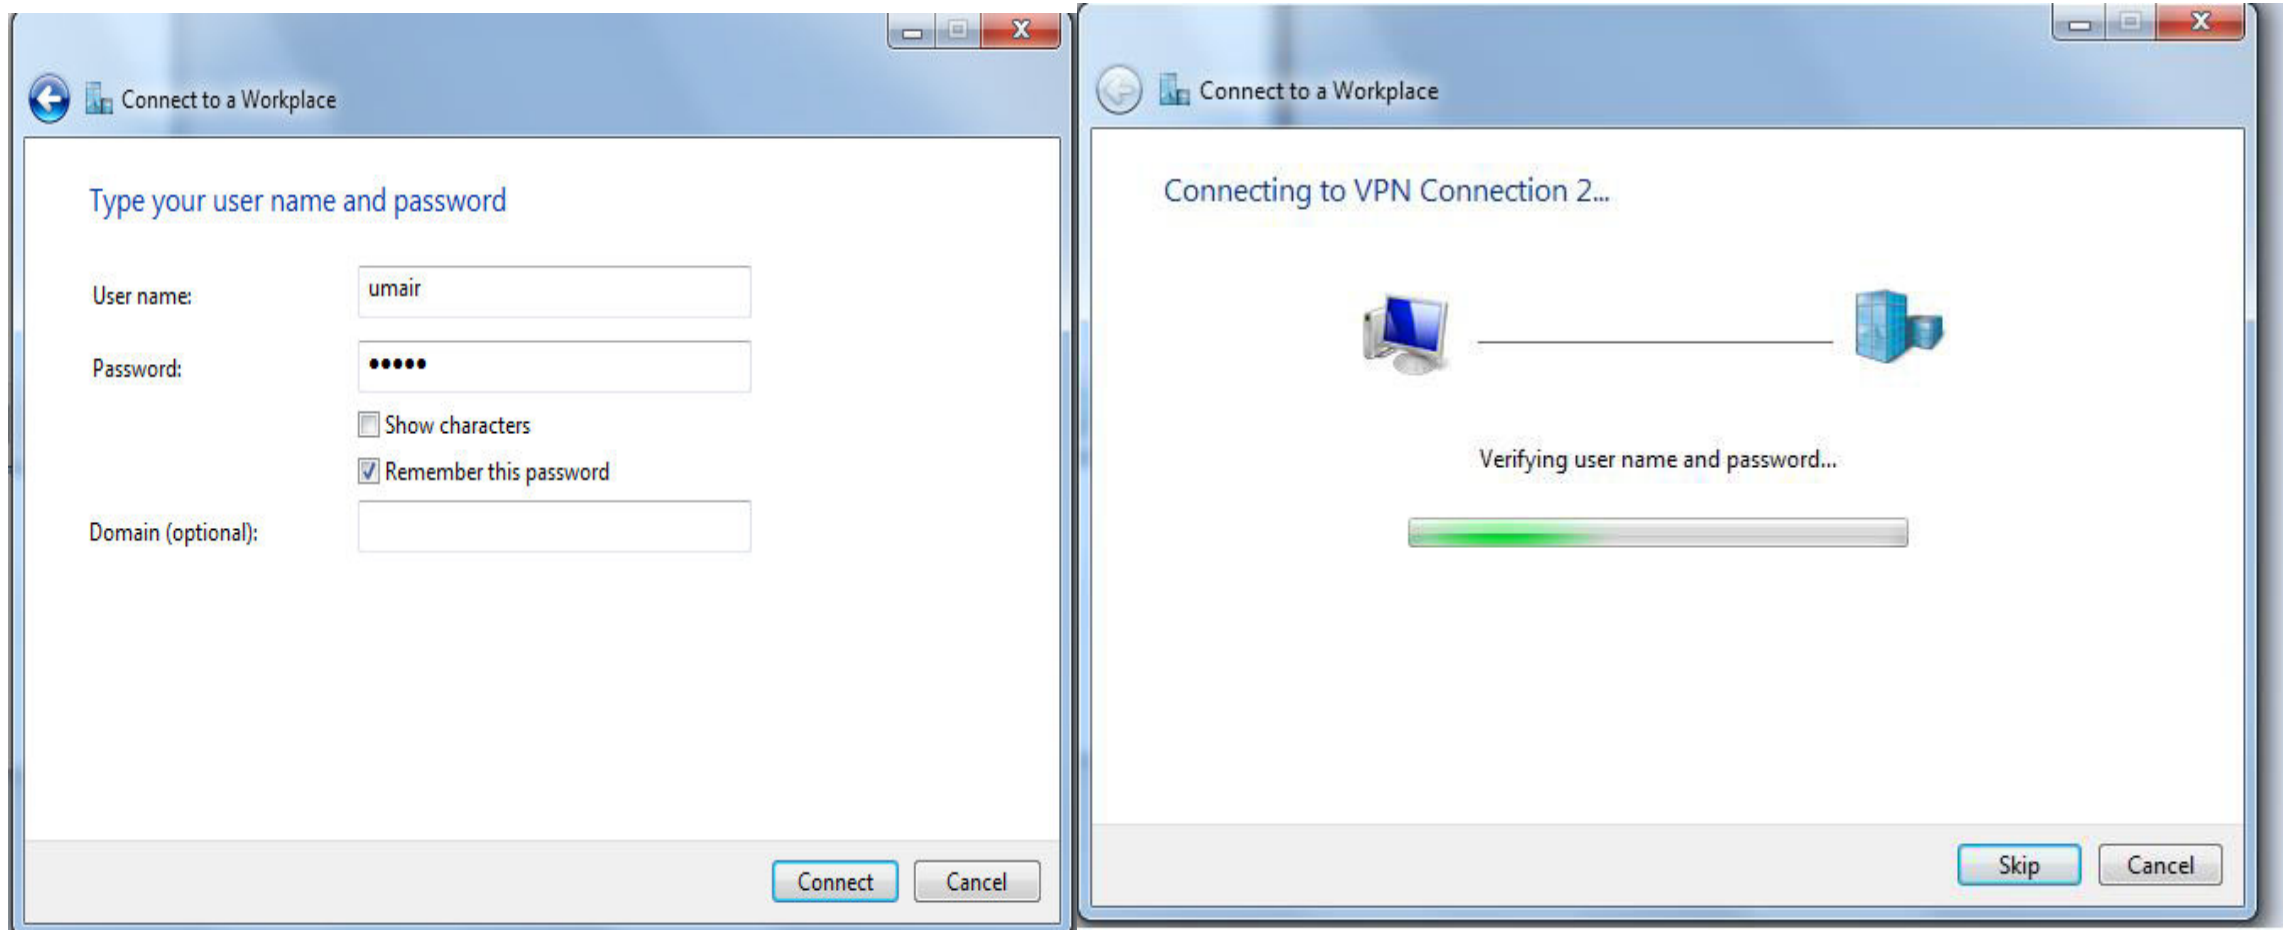 Connect to a Workplace
Type your user name and password
User name:
umair
Password:
•••••
Show characters
Remember this password
Domain (optional):
Connect
Cancel
Connect to a Workplace
Connecting to VPN Connection 2...
Verifying user name and password...
Skip
Cancel